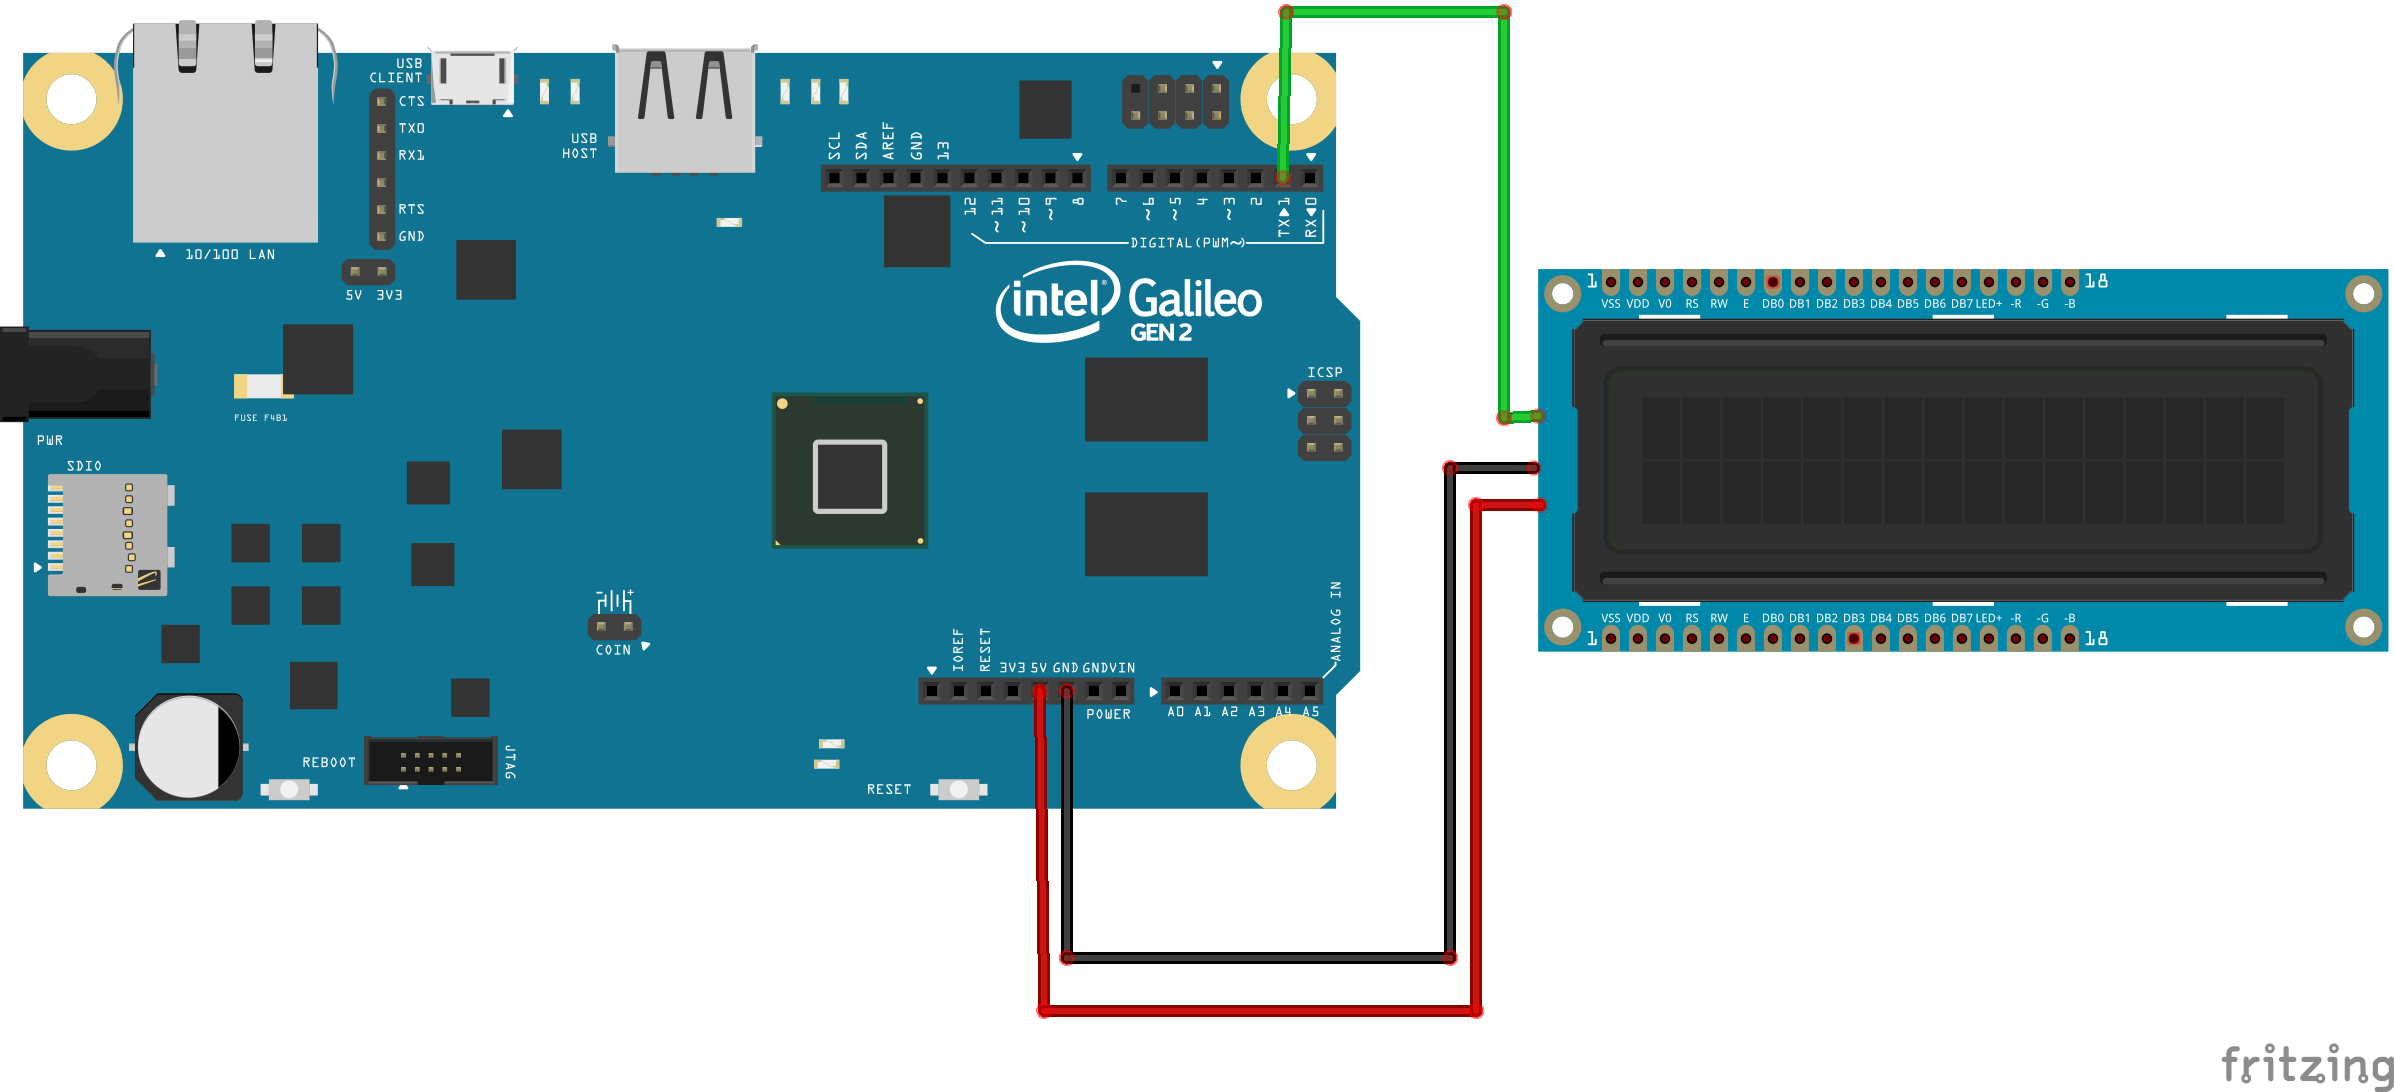 USB
CLIENT
CTS
TX0
RX1
RTS
GND
5V 3V3
10/100 LAN
USB
HOST
SCL
SDA
AREF
GND
13
12
~11
~10
~9
8
7
~6
~5
4
~3
2
TX 1
RX 0
DIGITAL(PWM~)
intel Galileo
GEN 2
FUSE F4B1
PWR
SDIO
ICSP
- +
COIN
ANALOG IN
IOREF
RESET
3V3 5V GND GND VIN
POWER
A0 A1 A2 A3 A4 A5
REBOOT
JTAG
RESET
1 18
VSS VDD V0 RS RW E DB0 DB1 DB2 DB3 DB4 DB5 DB6 DB7 LED+ -R -G -B
VSS VDD V0 RS RW E DB0 DB1 DB2 DB3 DB4 DB5 DB6 DB7 LED+ -R -G -B
1 18
fritzing